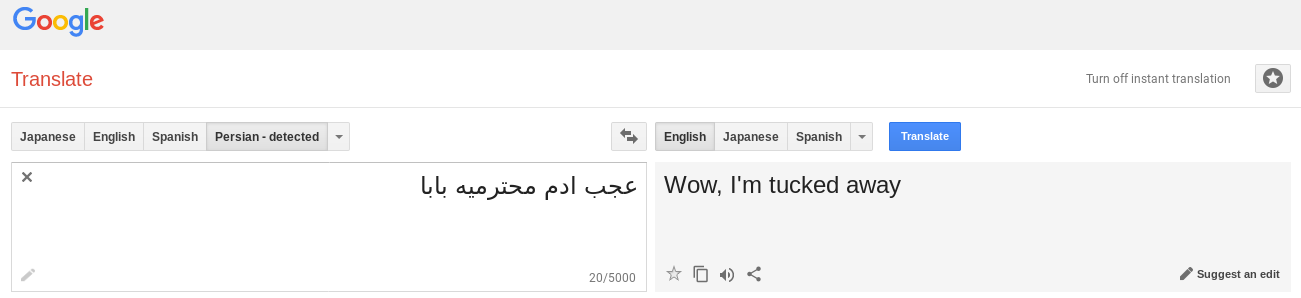 Google
Translate
Turn off instant translation
Japanese English Spanish Persian - detected
English Japanese Spanish Translate
عجب ادم محترمیه بابا
Wow, I'm tucked away
20/5000
Suggest an edit